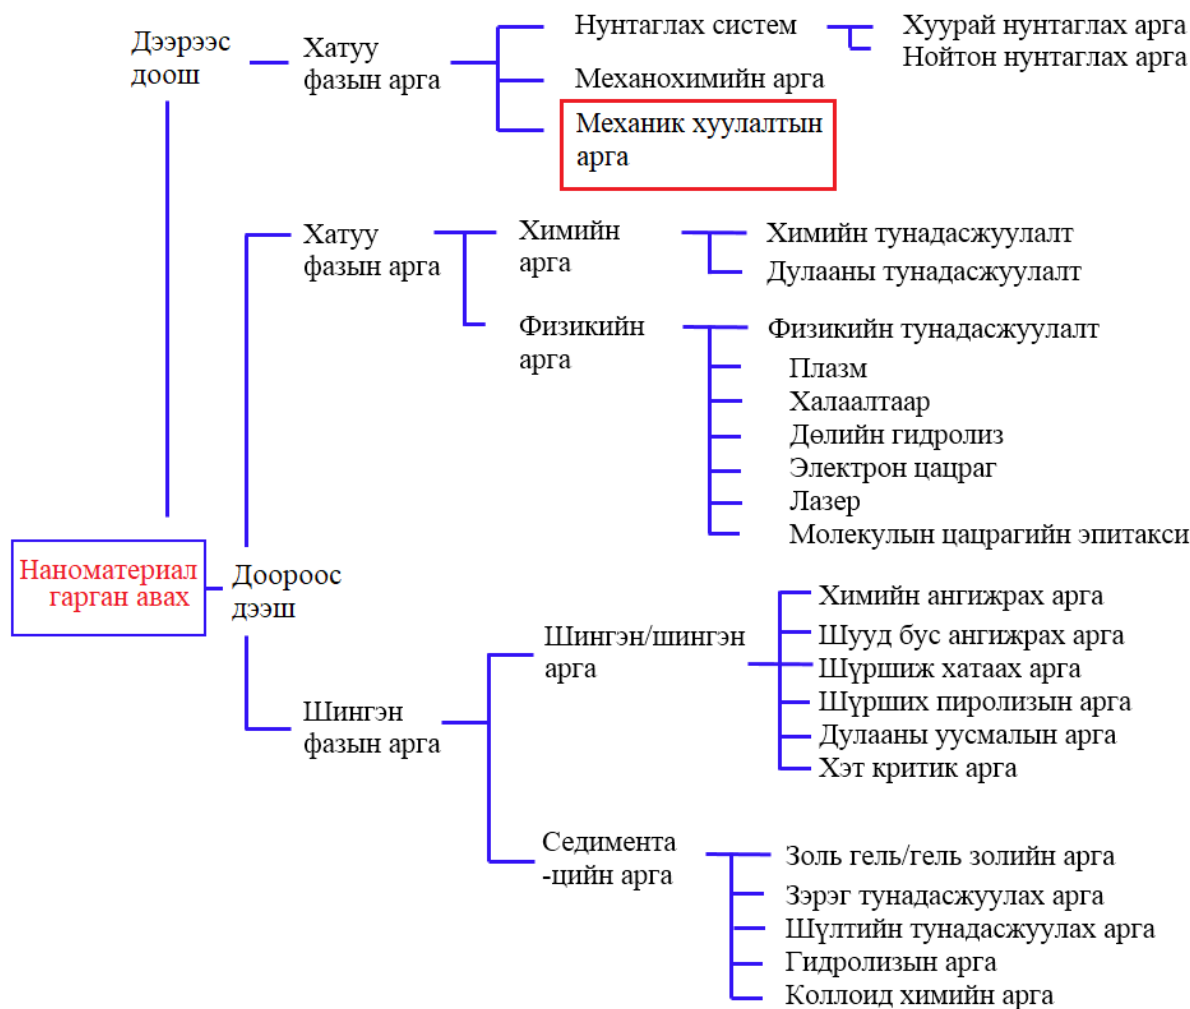 Дээрээс
доош
Хатуу
фазын арга
Нунтаглах систем
Хуурай нунтаглах арга
Нойтон нунтаглах арга
Механохимийн арга
Механик хуулалтын
арга
Хатуу
фазын арга
Химийн
арга
Химийн тунадасжуулалт
Дулааны тунадасжуулалт
Физикийн
арга
Физикийн тунадасжуулалт
Плазм
Халаалтаар
Дөлийн гидролиз
Электрон цацраг
Лазер
Молекулын цацрагийн эпитакси
Наноматериал
гарган авах
Доороос
дээш
Шингэн
фазын арга
Шингэн/шингэн
арга
Химийн ангижрах арга
Шууд бус ангижрах арга
Шүршиж хатаах арга
Шүрших пиролизын арга
Дулааны уусмалын арга
Хэт критик арга
Седимента
-цийн арга
Золь гель/гель золийн арга
Зэрэг тунадасжуулах арга
Шүлтийн тунадасжуулах арга
Гидролизын арга
Коллоид химийн арга